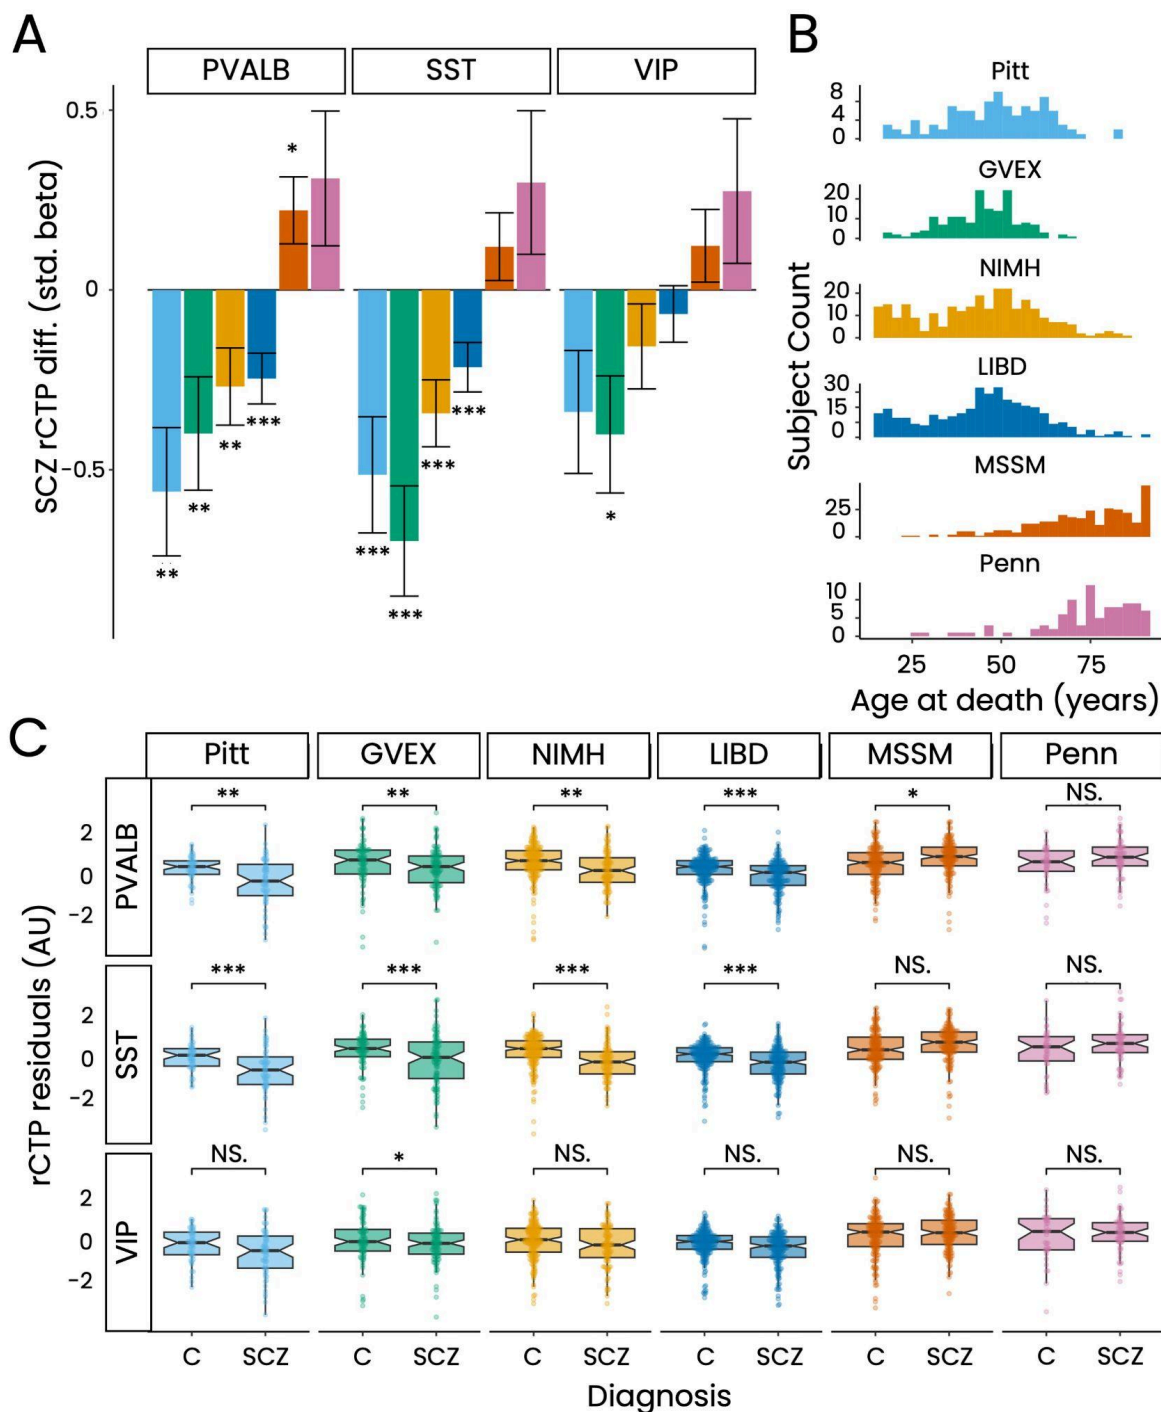 A
PVALB SST VIP
SCZ rCTP diff. (std. beta)
0.5
0
-0.5
*
** ** ** ***
*** *** *** ***
*
B
Subject Count
Pitt
8
4
0
GVEX
20
10
0
NIMH
20
10
0
LIBD
30
15
0
MSSM
25
0
Penn
10
5
0
25 50 75
Age at death (years)
C
Pitt GVEX NIMH LIBD MSSM Penn
rCTP residuals (AU)
PVALB
** ** ** *** * NS.
2
0
-2
SST
*** *** *** *** NS. NS.
2
0
-2
VIP
NS. * NS. NS. NS. NS.
2
0
-2
C SCZ C SCZ C SCZ C SCZ C SCZ C SCZ
Diagnosis